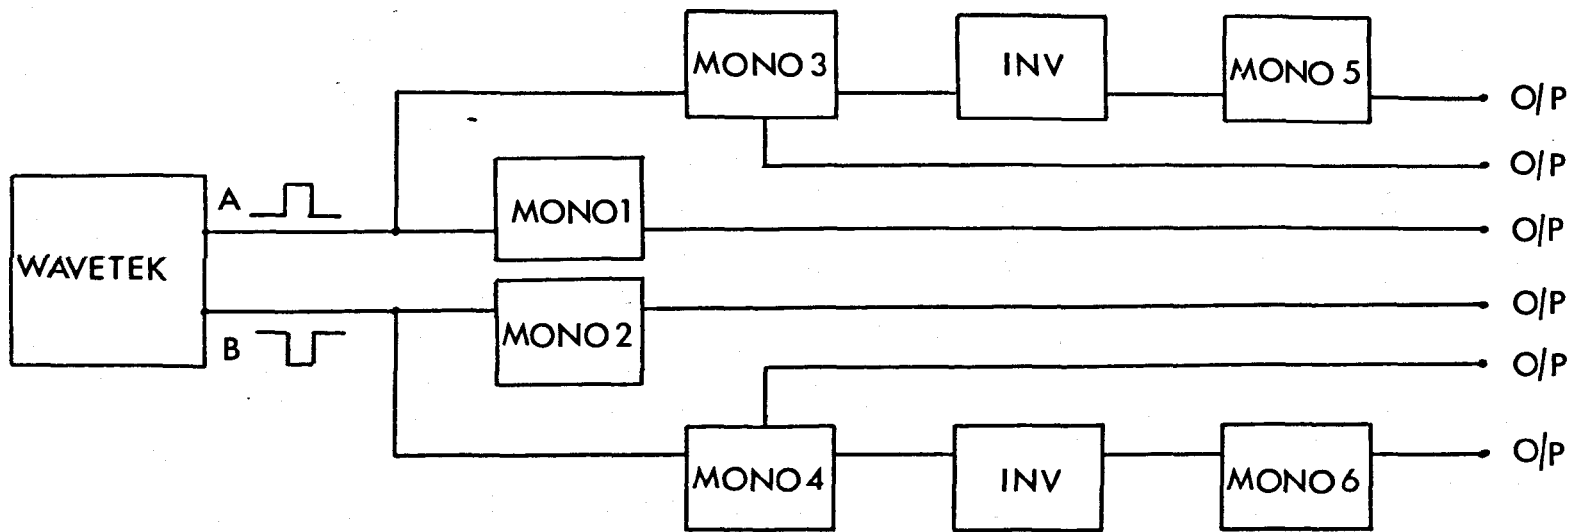 MONO 3
INV
MONO 5
O/P
O/P
A
MONO1
O/P
WAVETEK
O/P
B
MONO 2
O/P
MONO 4
INV
MONO 6
O/P